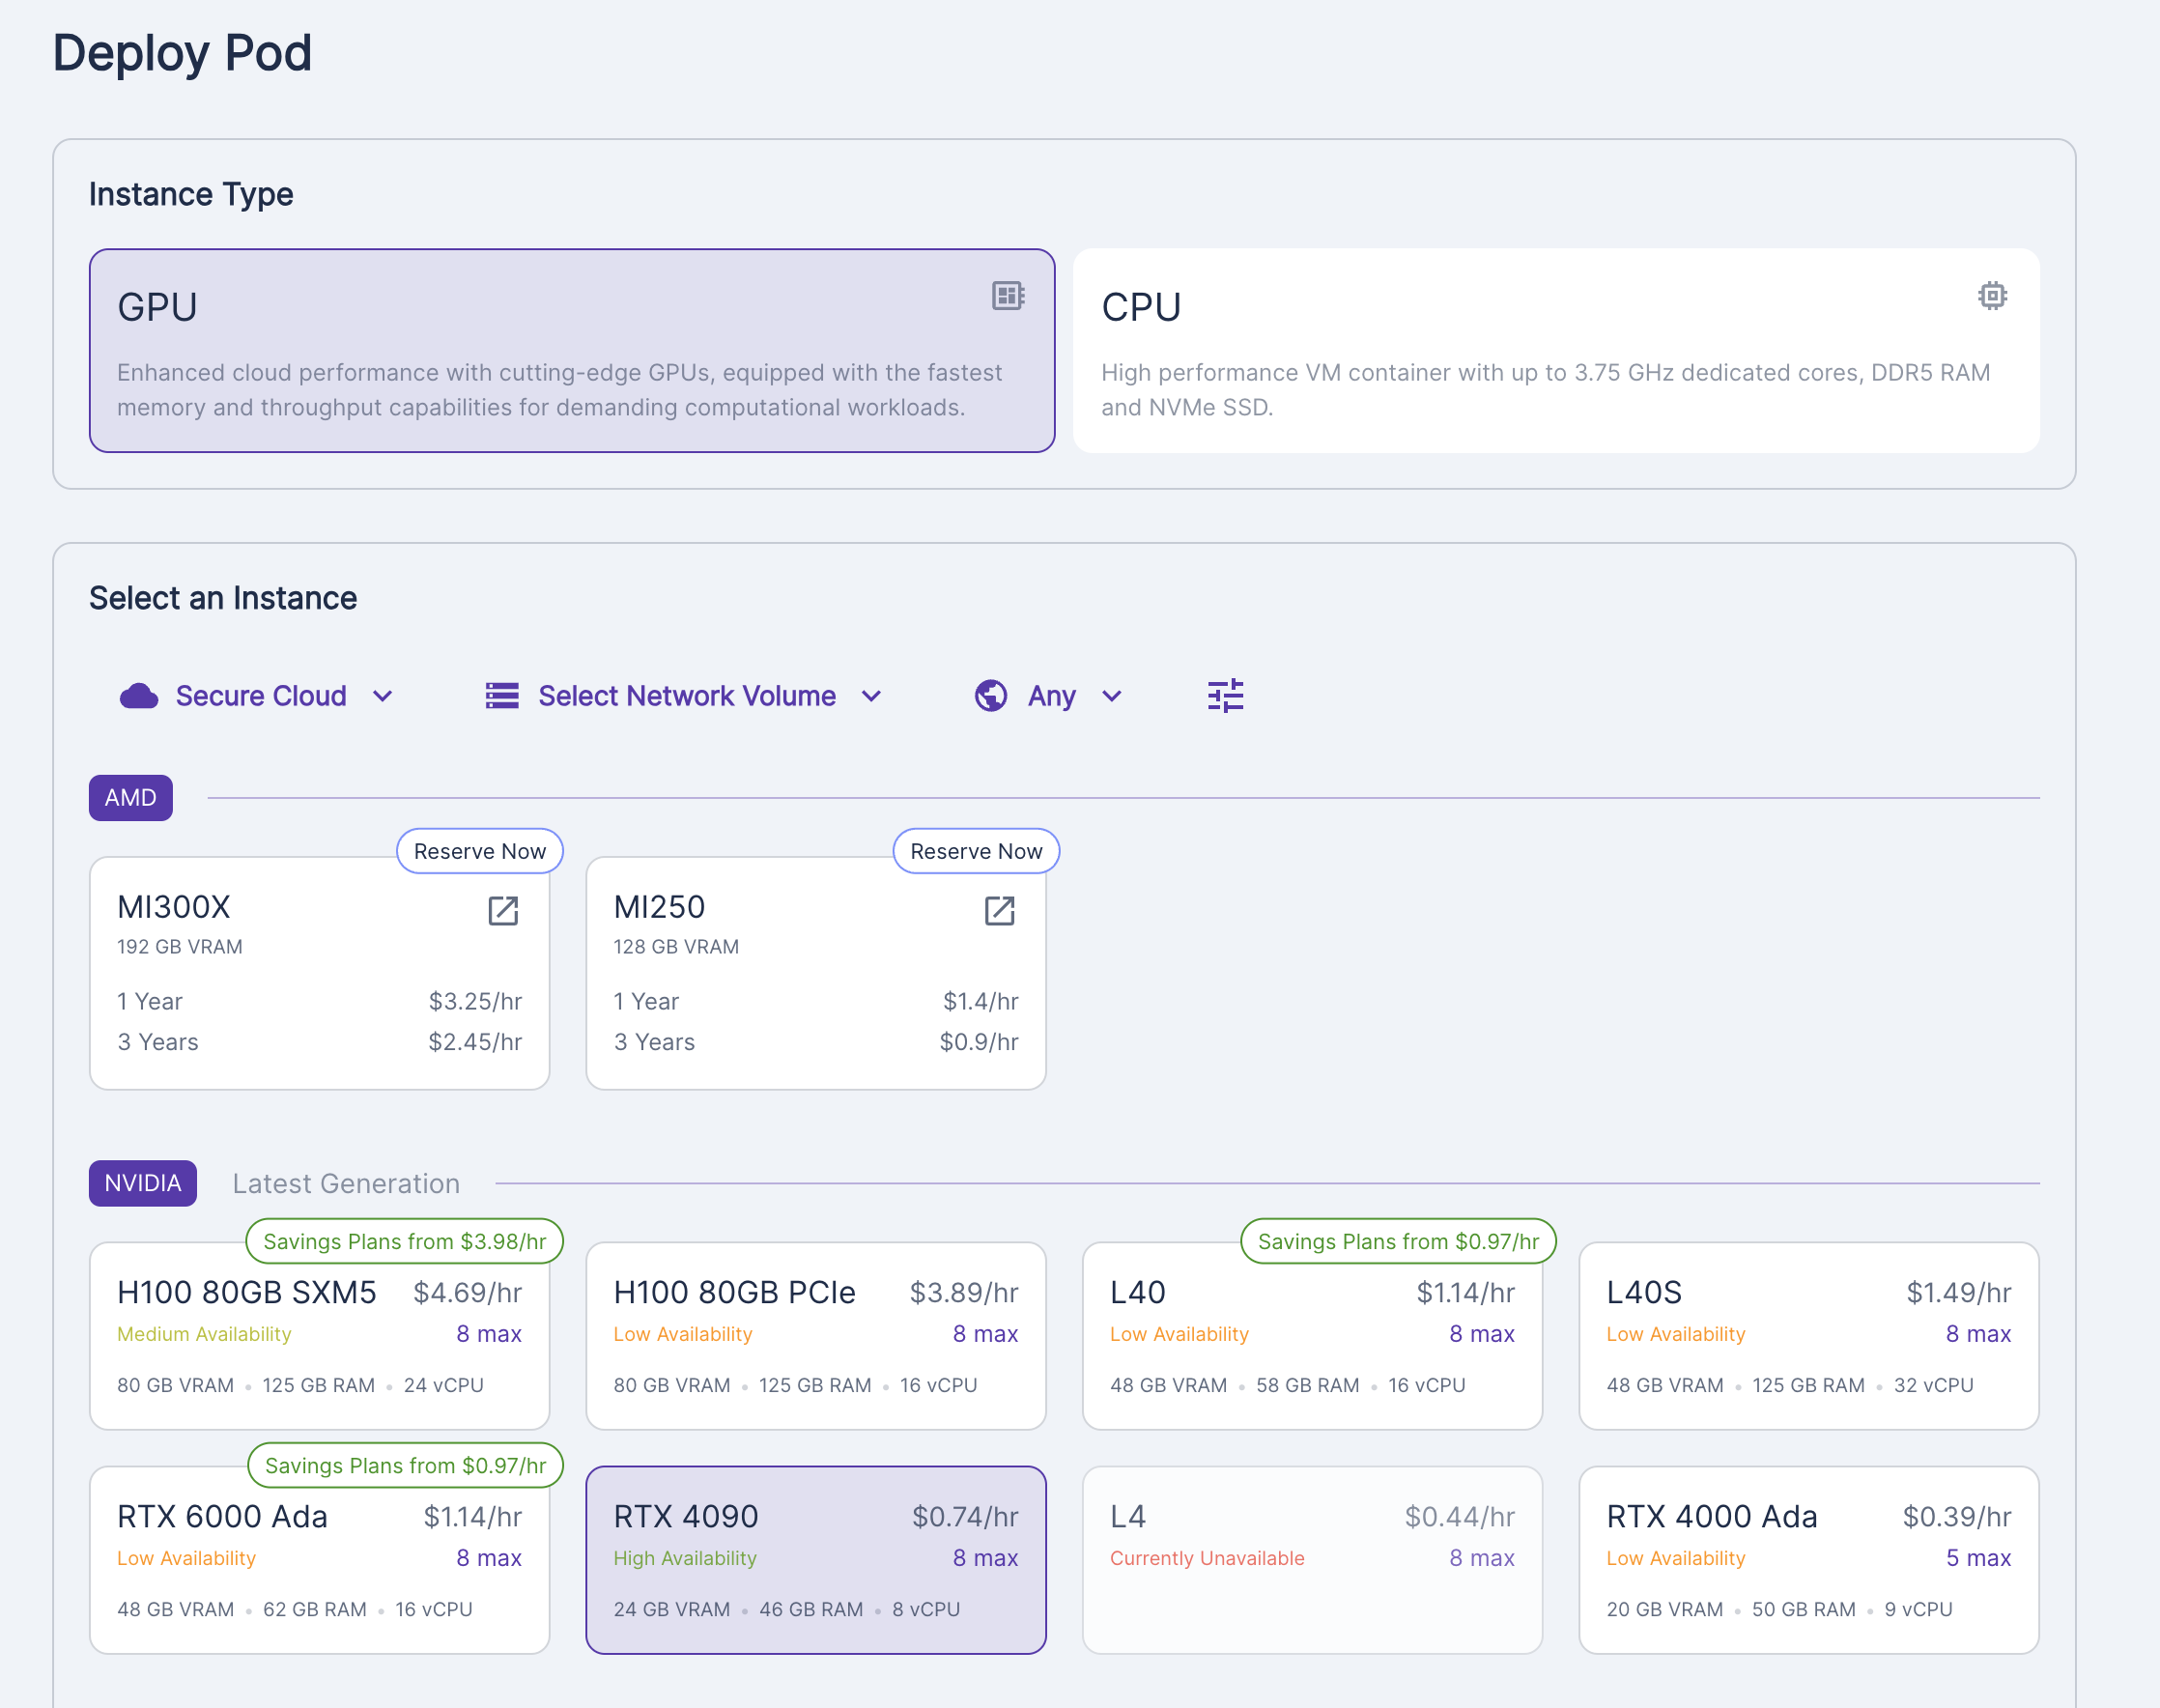 Deploy Pod
Instance Type
GPU
Enhanced cloud performance with cutting-edge GPUs, equipped with the fastest
memory and throughput capabilities for demanding computational workloads.
CPU
High performance VM container with up to 3.75 GHz dedicated cores, DDR5 RAM
and NVMe SSD.
Select an Instance
Secure Cloud
Select Network Volume
Any
AMD
Reserve Now
MI300X
192 GB VRAM
1 Year $3.25/hr
3 Years $2.45/hr
Reserve Now
MI250
128 GB VRAM
1 Year $1.4/hr
3 Years $0.9/hr
NVIDIA
Latest Generation
Savings Plans from $3.98/hr
H100 80GB SXM5 $4.69/hr
Medium Availability 8 max
80 GB VRAM • 125 GB RAM • 24 vCPU
H100 80GB PCIe $3.89/hr
Low Availability 8 max
80 GB VRAM • 125 GB RAM • 16 vCPU
Savings Plans from $0.97/hr
L40 $1.14/hr
Low Availability 8 max
48 GB VRAM • 58 GB RAM • 16 vCPU
L40S $1.49/hr
Low Availability 8 max
48 GB VRAM • 125 GB RAM • 32 vCPU
Savings Plans from $0.97/hr
RTX 6000 Ada $1.14/hr
Low Availability 8 max
48 GB VRAM • 62 GB RAM • 16 vCPU
RTX 4090 $0.74/hr
High Availability 8 max
24 GB VRAM • 46 GB RAM • 8 vCPU
L4 $0.44/hr
Currently Unavailable 8 max
RTX 4000 Ada $0.39/hr
Low Availability 5 max
20 GB VRAM • 50 GB RAM • 9 vCPU